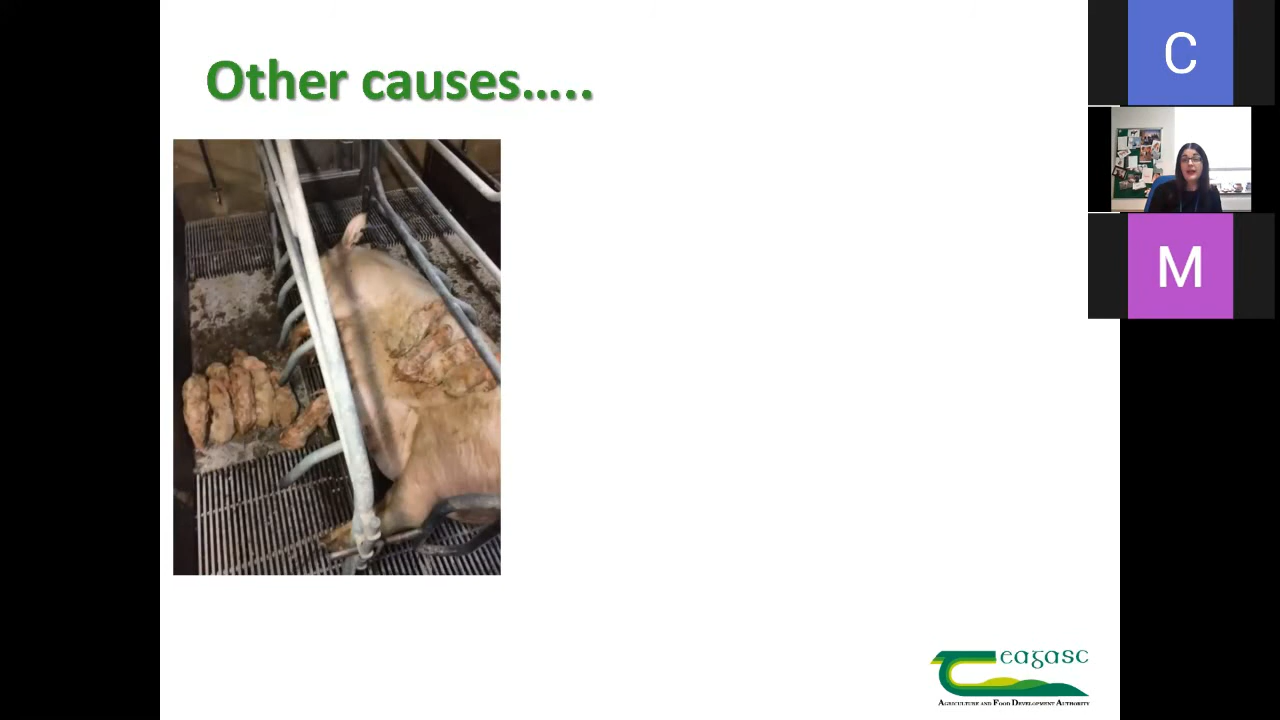 Other causes…..
C
M
Teagasc
AGRICULTURE AND FOOD DEVELOPMENT AUTHORITY